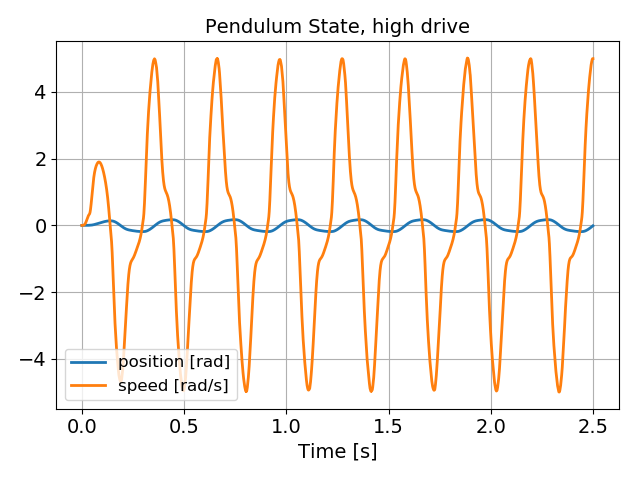 Pendulum State, high drive
4
2
0
−2
−4
position [rad]
speed [rad/s]
0.0 0.5 1.0 1.5 2.0 2.5
Time [s]